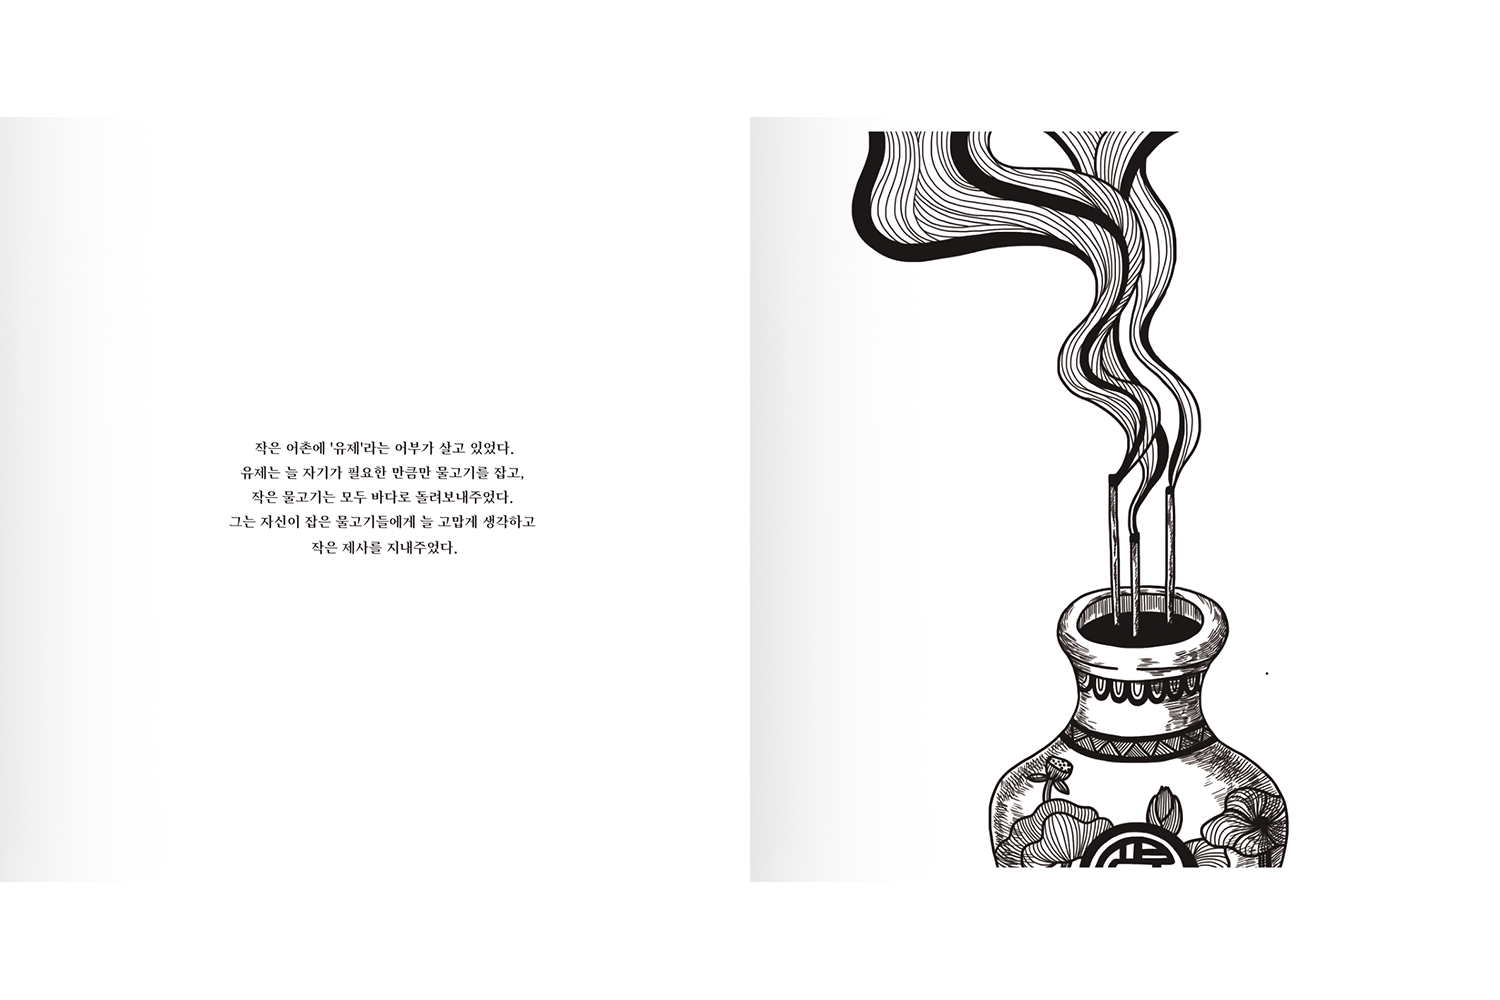 작은 어촌에 '유제'라는 어부가 살고 있었다.
유제는 늘 자기가 필요한 만큼만 물고기를 잡고,
작은 물고기는 모두 바다로 돌려보내주었다.
그는 자신이 잡은 물고기들에게 늘 고맙게 생각하고
작은 제사를 지내주었다.